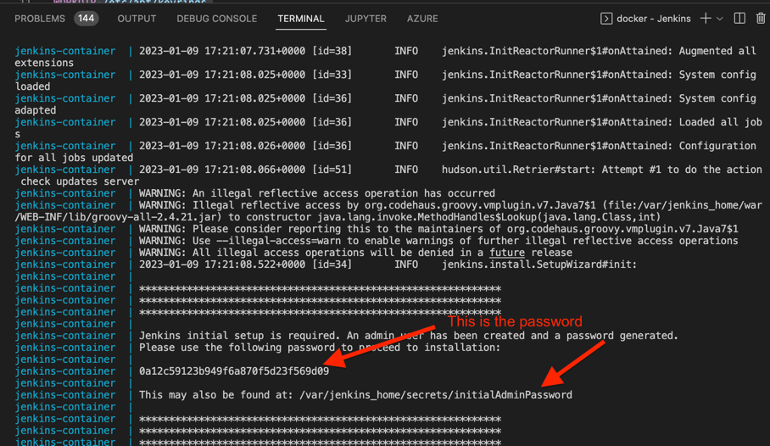 WORKDIR /etc/apt/keyrings
PROBLEMS 144 OUTPUT DEBUG CONSOLE TERMINAL JUPYTER AZURE docker - Jenkins
jenkins-container | 2023-01-09 17:21:07.731+0000 [id=38] INFO jenkins.InitReactorRunner$1#onAttained: Augmented all
extensions
jenkins-container | 2023-01-09 17:21:08.025+0000 [id=33] INFO jenkins.InitReactorRunner$1#onAttained: System config
loaded
jenkins-container | 2023-01-09 17:21:08.025+0000 [id=36] INFO jenkins.InitReactorRunner$1#onAttained: System config
adapted
jenkins-container | 2023-01-09 17:21:08.025+0000 [id=36] INFO jenkins.InitReactorRunner$1#onAttained: Loaded all job
s
jenkins-container | 2023-01-09 17:21:08.026+0000 [id=36] INFO jenkins.InitReactorRunner$1#onAttained: Configuration
for all jobs updated
jenkins-container | 2023-01-09 17:21:08.066+0000 [id=51] INFO hudson.util.Retrier#start: Attempt #1 to do the action
check updates server
jenkins-container | WARNING: An illegal reflective access operation has occurred
jenkins-container | WARNING: Illegal reflective access by org.codehaus.groovy.vmplugin.v7.Java7$1 (file:/var/jenkins_home/war
/WEB-INF/lib/groovy-all-2.4.21.jar) to constructor java.lang.invoke.MethodHandles$Lookup(java.lang.Class,int)
jenkins-container | WARNING: Please consider reporting this to the maintainers of org.codehaus.groovy.vmplugin.v7.Java7$1
jenkins-container | WARNING: Use --illegal-access=warn to enable warnings of further illegal reflective access operations
jenkins-container | WARNING: All illegal access operations will be denied in a future release
jenkins-container | 2023-01-09 17:21:08.522+0000 [id=34] INFO jenkins.install.SetupWizard#init:
jenkins-container |
jenkins-container | *************************************************************
jenkins-container | *************************************************************
jenkins-container | *************************************************************
This is the password
jenkins-container |
jenkins-container | Jenkins initial setup is required. An admin user has been created and a password generated.
jenkins-container | Please use the following password to proceed to installation:
jenkins-container |
jenkins-container | 0a12c59123b949f6a870f5d23f569d09
jenkins-container |
jenkins-container | This may also be found at: /var/jenkins_home/secrets/initialAdminPassword
jenkins-container |
jenkins-container | *************************************************************
jenkins-container | *************************************************************
jenkins-container | *************************************************************